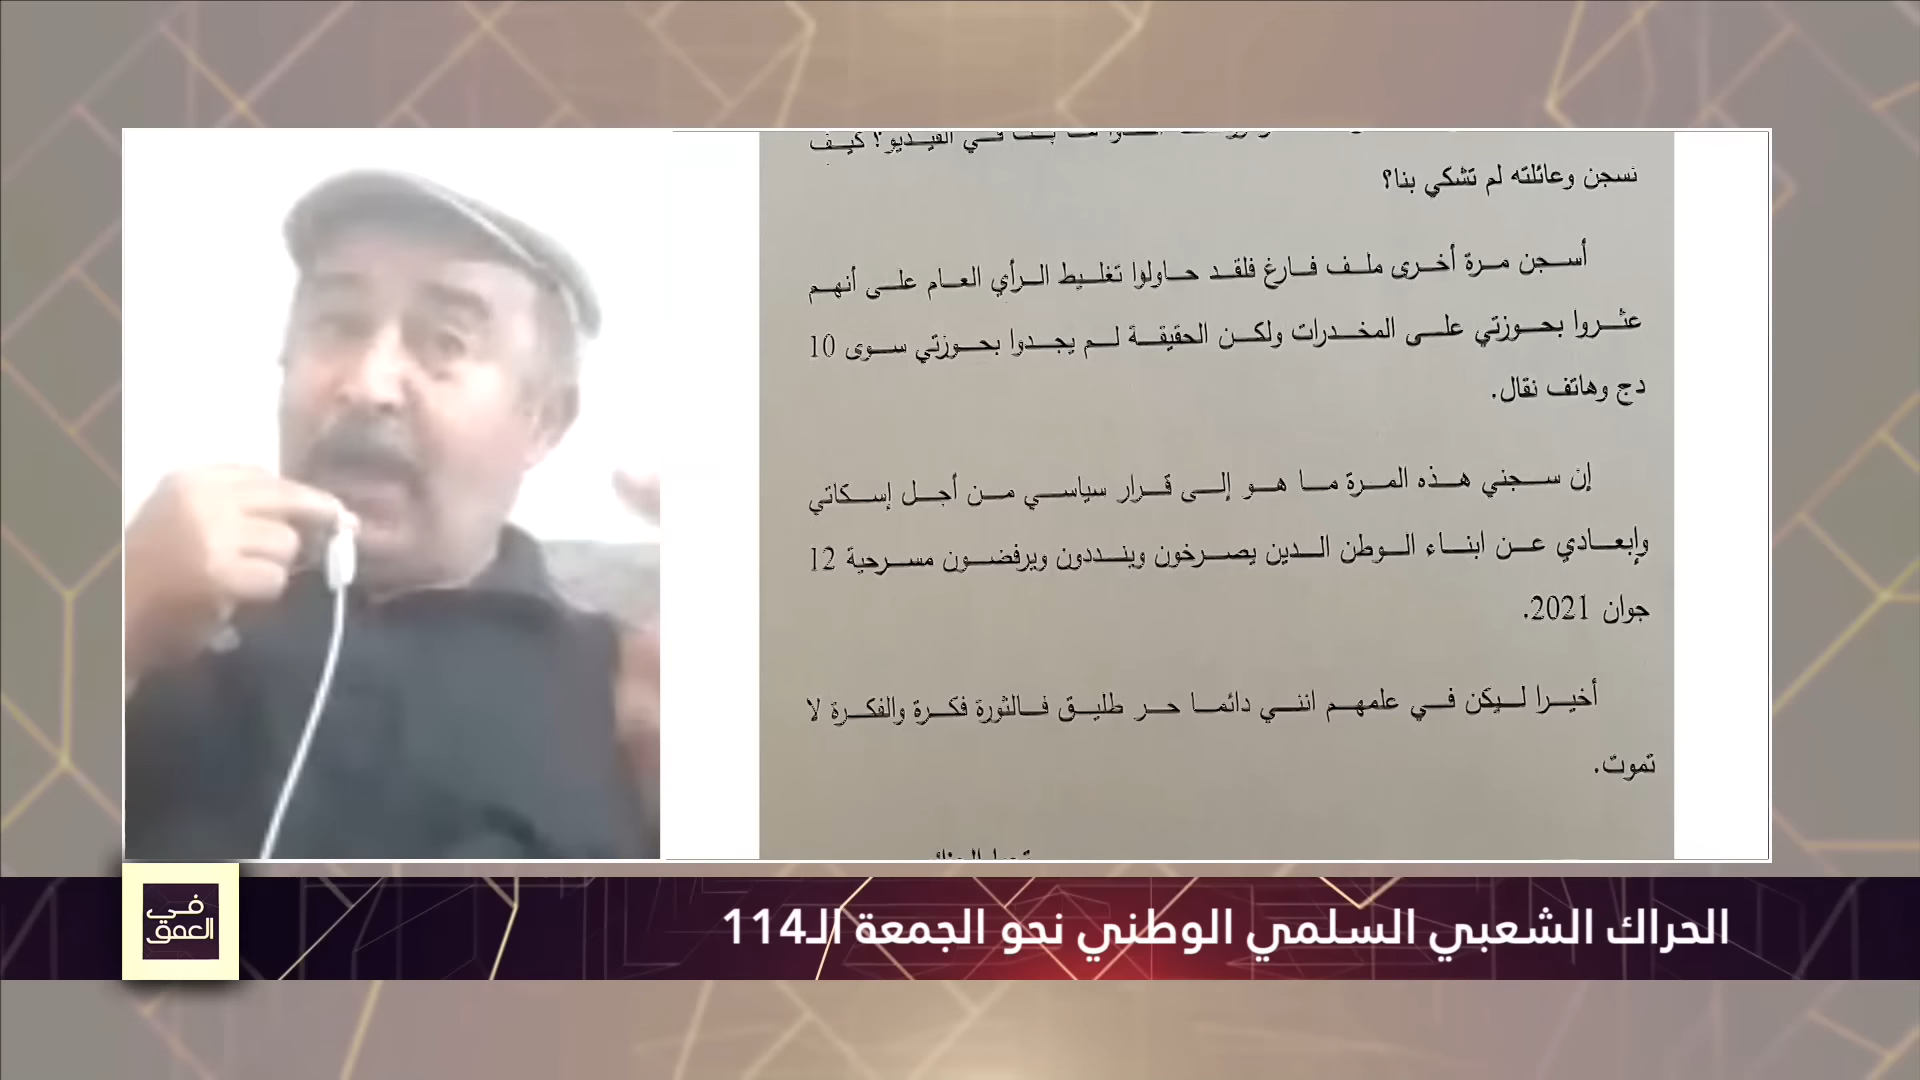 في الفيديو؟ كيف
نسجن وعائلته لم تشكي بنا؟
أسجن مرة أخرى ملف فارغ فلقد حاولوا تغليط الرأي العام على أنهم
عثروا بحوزتي على المخدرات ولكن الحقيقة لم يجدوا بحوزتي سوى 10
دج وهاتف نقال.
إن سجني هذه المرة ما هو إلى قرار سياسي من أجل إسكاتي
وإبعادي عن ابناء الوطن الدين يصرخون وينددون ويرفضون مسرحية 12
جوان 2021.
أخيرا ليكن في علمهم انني دائما حر طليق فالثورة فكرة والفكرة لا
تموت.
الحراك الشعبي السلمي الوطني نحو الجمعة الـ114
في
العمق